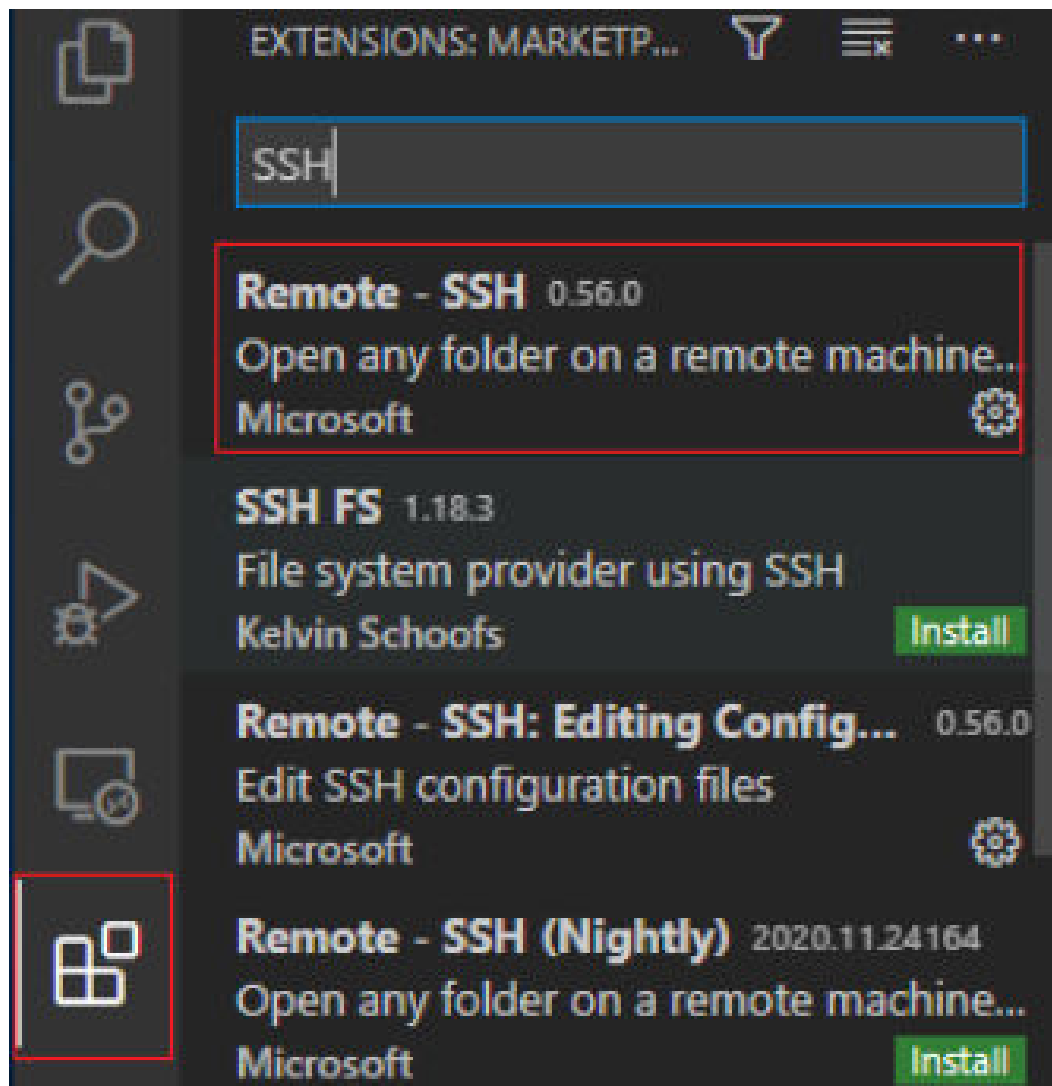 EXTENSIONS: MARKETP...
SSH
Remote - SSH 0.56.0
Open any folder on a remote machine...
Microsoft
SSH FS 1.18.3
File system provider using SSH
Kelvin Schoofs Install
Remote - SSH: Editing Config... 0.56.0
Edit SSH configuration files
Microsoft
Remote - SSH (Nightly) 2020.11.24164
Open any folder on a remote machine...
Microsoft Install